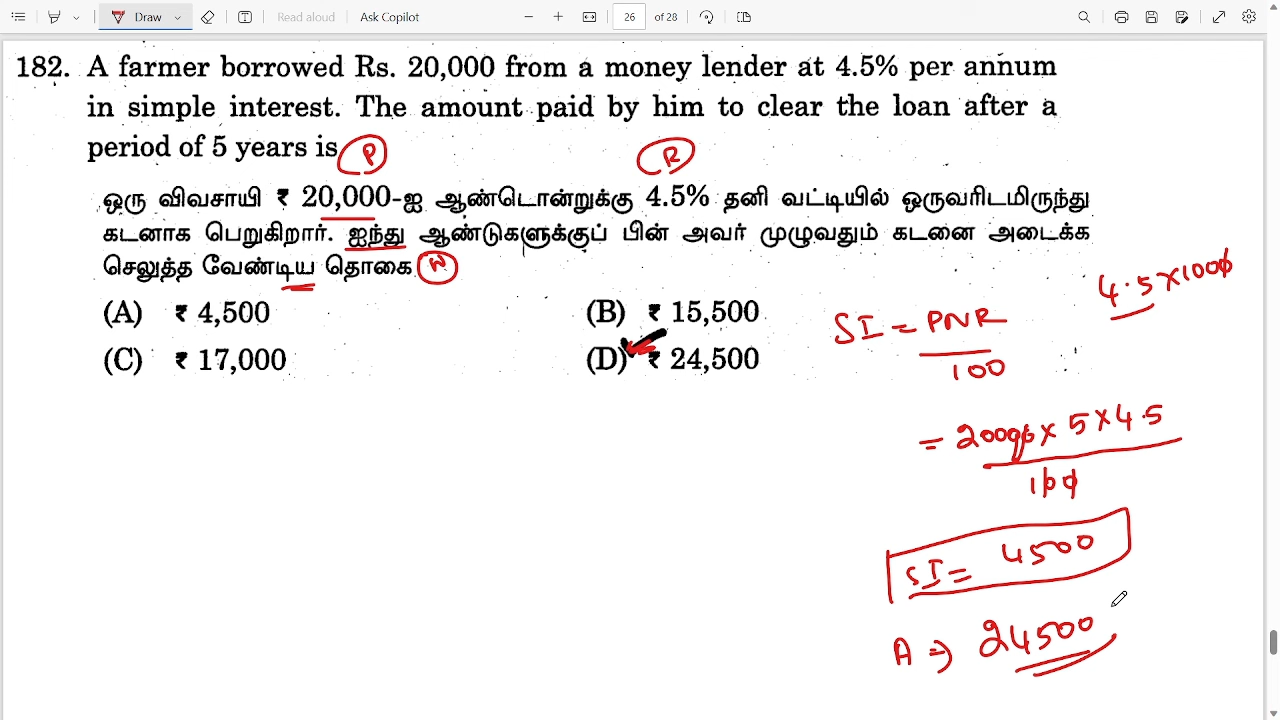 Draw
Read aloud
Ask Copilot
26 of 28
182. A farmer borrowed Rs. 20,000 from a money lender at 4.5% per annum
in simple interest. The amount paid by him to clear the loan after a
period of 5 years is
P
R
ஒரு விவசாயி ₹ 20,000-ஐ ஆண்டொன்றுக்கு 4.5% தனி வட்டியில் ஒருவரிடமிருந்து
கடனாக பெறுகிறார். ஐந்து ஆண்டுகளுக்குப் பின் அவர் முழுவதும் கடனை அடைக்க
செலுத்த வேண்டிய தொகை
N
(A) ₹ 4,500
(B) ₹ 15,500
(C) ₹ 17,000
(D) ₹ 24,500
4.5×1000
SI = PNR
100
= 20000 × 5 × 4.5
100
SI = 4500
A ⇒ 24500